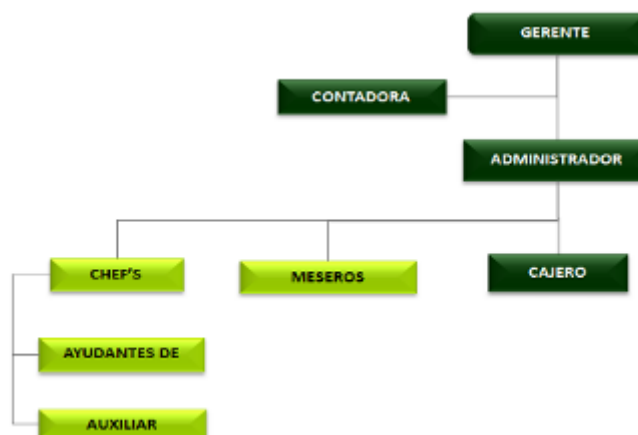 GERENTE
CONTADORA
ADMINISTRADOR
CHEF'S
MESEROS
CAJERO
AYUDANTES DE
AUXILIAR